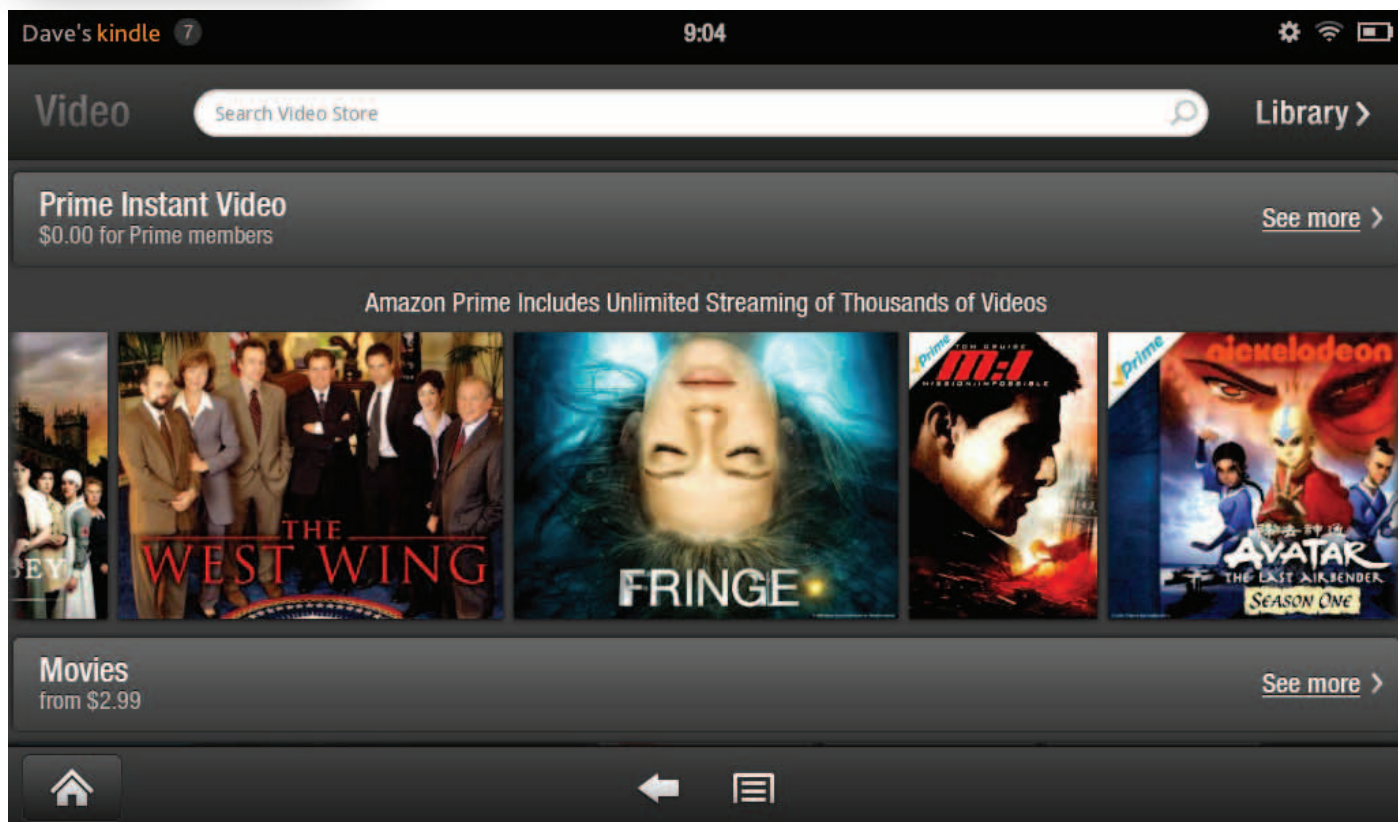 Dave's kindle 7
9:04
Video
Search Video Store
Library
Prime Instant Video
$0.00 for Prime members
See more
Amazon Prime Includes Unlimited Streaming of Thousands of Videos
BEY
THE
WEST WING
FRINGE
Prime
TOM CRUISE
M:I
MISSION:IMPOSSIBLE
Prime
nickelodeon
AVATAR
THE LAST AIRBENDER
SEASON ONE
Movies
from $2.99
See more